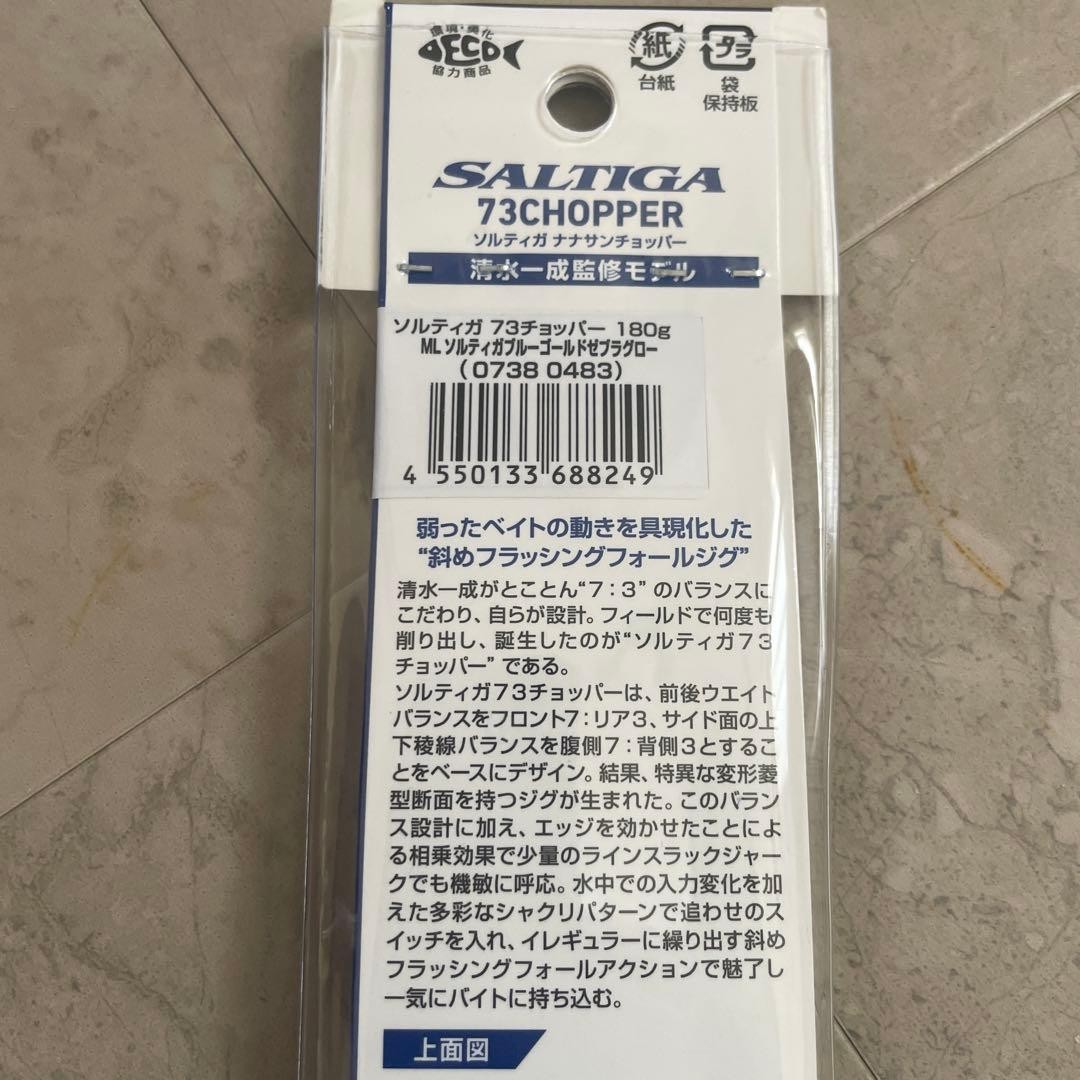 環境・美化
ECO
協力商品
紙
台紙
プラ
袋
保持板
SALTIGA
73CHOPPER
ソルティガ ナナサンチョッパー
清水一成監修モデル
ソルティガ 73チョッパー 180g
ML ソルティガブルーゴールドゼブラグロー
(0738 0483)
4 550133 688249
弱ったベイトの動きを具現化した
“斜めフラッシングフォールジグ”
清水一成がとことん“7:3”のバランスに
こだわり、自らが設計。フィールドで何度も
削り出し、誕生したのが“ソルティガ73
チョッパー”である。
ソルティガ73チョッパーは、前後ウエイト
バランスをフロント7:リア3、サイド面の上
下稜線バランスを腹側7:背側3とするこ
とをベースにデザイン。結果、特異な変形菱
型断面を持つジグが生まれた。このバラン
ス設計に加え、エッジを効かせたことによ
る相乗効果で少量のラインスラックジャー
クでも機敏に呼応。水中での入力変化を加
えた多彩なシャクリパターンで追わせのス
イッチを入れ、イレギュラーに繰り出す斜め
フラッシングフォールアクションで魅了し
一気にバイトに持ち込む。
上面図